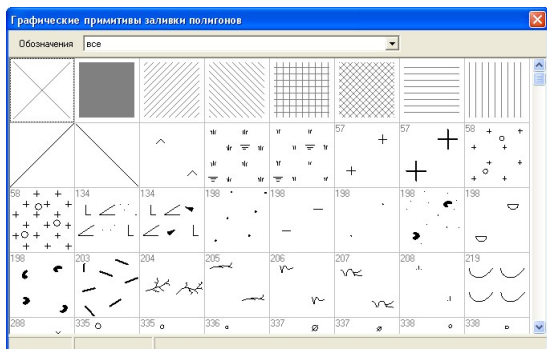 Графические примитивы заливки полигонов
Обозначения все
57 57 58
58 134 134 198 198 198 198 198
198 203 204 205 206 207 208 219
288 335 335 336 337 337 338 338